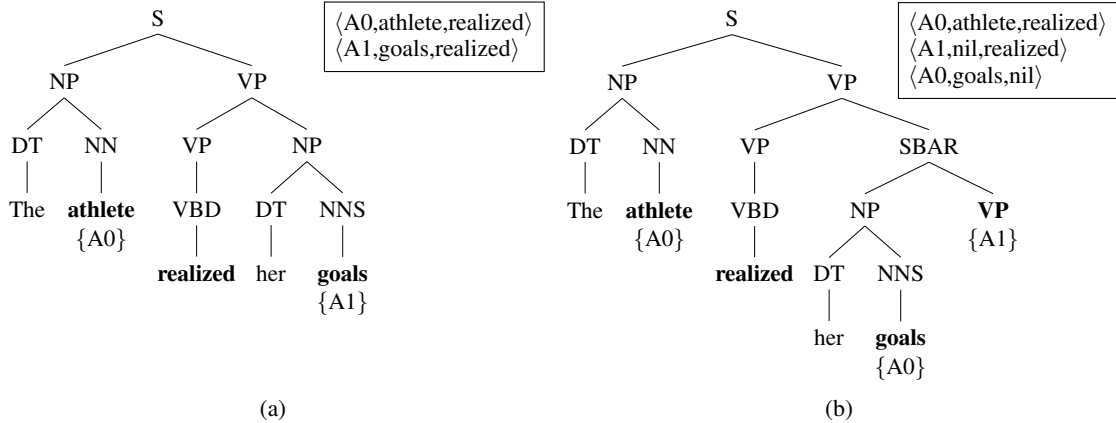 S
⟨A0,athlete,realized⟩
⟨A1,goals,realized⟩
NP VP
DT NN VP NP
The athlete VBD DT NNS
{A0}
realized her goals
{A1}
(a)
S
⟨A0,athlete,realized⟩
⟨A1,nil,realized⟩
⟨A0,goals,nil⟩
NP VP
DT NN VP SBAR
The athlete VBD NP VP
{A0} {A1}
realized DT NNS
her goals
{A0}
(b)